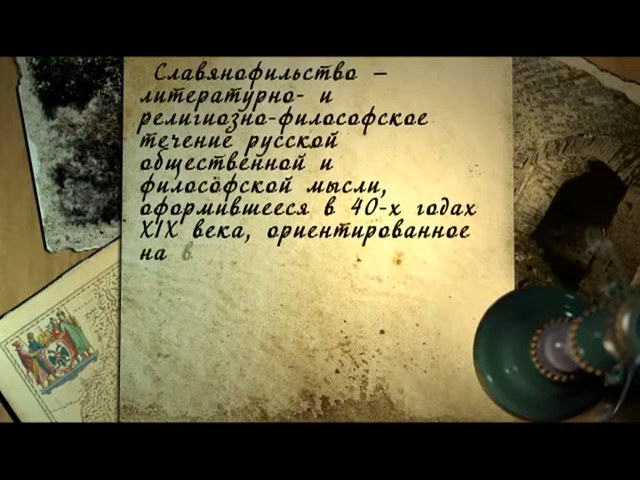 Славянофильство –
литературно- и
религиозно-философское
течение русской
общественной и
философской мысли,
оформившееся в 40-х годах
XIX века, ориентированное
на в